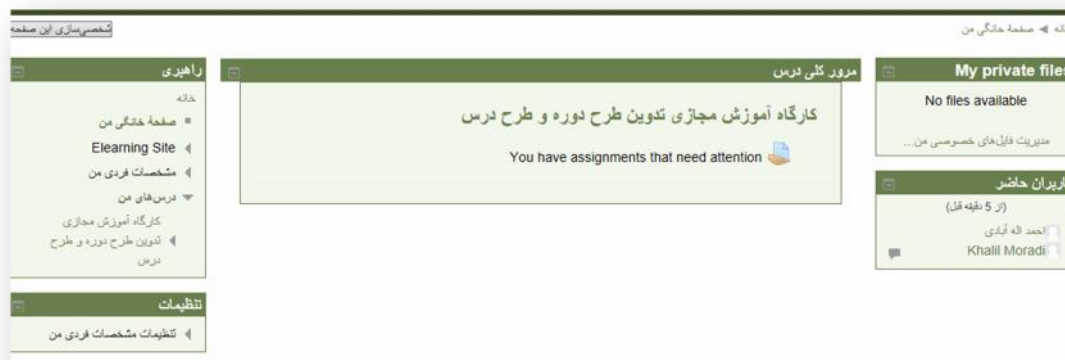 شخصی‌سازی این صفحه
خانه ◄ صفحهٔ خانگی من
My private files
No files available
مدیریت فایل‌های خصوصی من...
کاربران حاضر
(از 5 دقیقه قبل)
احمد اله آبادی
Khalil Moradi
مرور کلی درس
کارگاه آموزش مجازی تدوین طرح دوره و طرح درس
You have assignments that need attention
راهبری
خانه
صفحهٔ خانگی من
Elearning Site
مشخصات فردی من
درس‌های من
کارگاه آموزش مجازی
تدوین طرح دوره و طرح
درس
تنظیمات
تنظیمات مشخصات فردی من